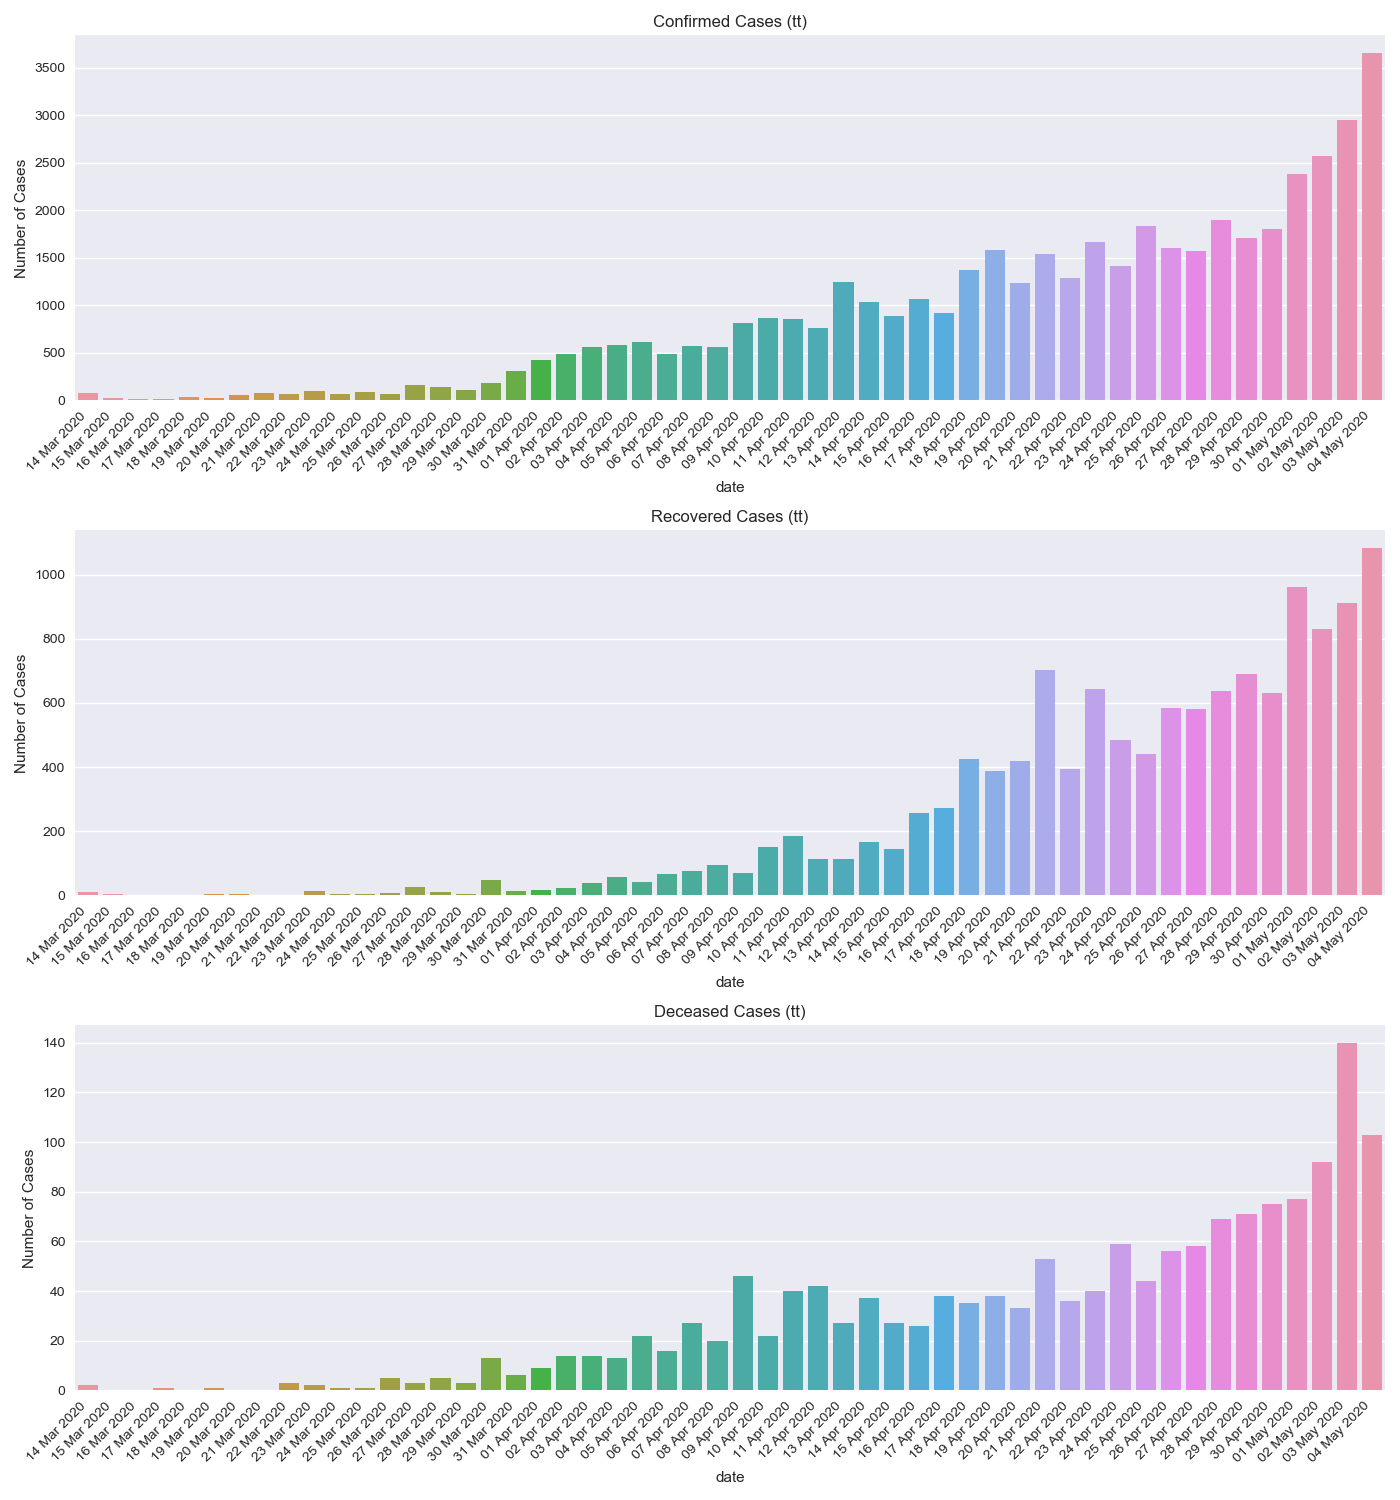 Confirmed Cases (tt)
3500
3000
2500
2000
1500
1000
500
0
Number of Cases
14 Mar 2020
15 Mar 2020
16 Mar 2020
17 Mar 2020
18 Mar 2020
19 Mar 2020
20 Mar 2020
21 Mar 2020
22 Mar 2020
23 Mar 2020
24 Mar 2020
25 Mar 2020
26 Mar 2020
27 Mar 2020
28 Mar 2020
29 Mar 2020
30 Mar 2020
31 Mar 2020
01 Apr 2020
02 Apr 2020
03 Apr 2020
04 Apr 2020
05 Apr 2020
06 Apr 2020
07 Apr 2020
08 Apr 2020
09 Apr 2020
10 Apr 2020
11 Apr 2020
12 Apr 2020
13 Apr 2020
14 Apr 2020
15 Apr 2020
16 Apr 2020
17 Apr 2020
18 Apr 2020
19 Apr 2020
20 Apr 2020
21 Apr 2020
22 Apr 2020
23 Apr 2020
24 Apr 2020
25 Apr 2020
26 Apr 2020
27 Apr 2020
28 Apr 2020
29 Apr 2020
30 Apr 2020
01 May 2020
02 May 2020
03 May 2020
04 May 2020
date
Recovered Cases (tt)
1000
800
600
400
200
0
Number of Cases
14 Mar 2020
15 Mar 2020
16 Mar 2020
17 Mar 2020
18 Mar 2020
19 Mar 2020
20 Mar 2020
21 Mar 2020
22 Mar 2020
23 Mar 2020
24 Mar 2020
25 Mar 2020
26 Mar 2020
27 Mar 2020
28 Mar 2020
29 Mar 2020
30 Mar 2020
31 Mar 2020
01 Apr 2020
02 Apr 2020
03 Apr 2020
04 Apr 2020
05 Apr 2020
06 Apr 2020
07 Apr 2020
08 Apr 2020
09 Apr 2020
10 Apr 2020
11 Apr 2020
12 Apr 2020
13 Apr 2020
14 Apr 2020
15 Apr 2020
16 Apr 2020
17 Apr 2020
18 Apr 2020
19 Apr 2020
20 Apr 2020
21 Apr 2020
22 Apr 2020
23 Apr 2020
24 Apr 2020
25 Apr 2020
26 Apr 2020
27 Apr 2020
28 Apr 2020
29 Apr 2020
30 Apr 2020
01 May 2020
02 May 2020
03 May 2020
04 May 2020
date
Deceased Cases (tt)
140
120
100
80
60
40
20
0
Number of Cases
14 Mar 2020
15 Mar 2020
16 Mar 2020
17 Mar 2020
18 Mar 2020
19 Mar 2020
20 Mar 2020
21 Mar 2020
22 Mar 2020
23 Mar 2020
24 Mar 2020
25 Mar 2020
26 Mar 2020
27 Mar 2020
28 Mar 2020
29 Mar 2020
30 Mar 2020
31 Mar 2020
01 Apr 2020
02 Apr 2020
03 Apr 2020
04 Apr 2020
05 Apr 2020
06 Apr 2020
07 Apr 2020
08 Apr 2020
09 Apr 2020
10 Apr 2020
11 Apr 2020
12 Apr 2020
13 Apr 2020
14 Apr 2020
15 Apr 2020
16 Apr 2020
17 Apr 2020
18 Apr 2020
19 Apr 2020
20 Apr 2020
21 Apr 2020
22 Apr 2020
23 Apr 2020
24 Apr 2020
25 Apr 2020
26 Apr 2020
27 Apr 2020
28 Apr 2020
29 Apr 2020
30 Apr 2020
01 May 2020
02 May 2020
03 May 2020
04 May 2020
date